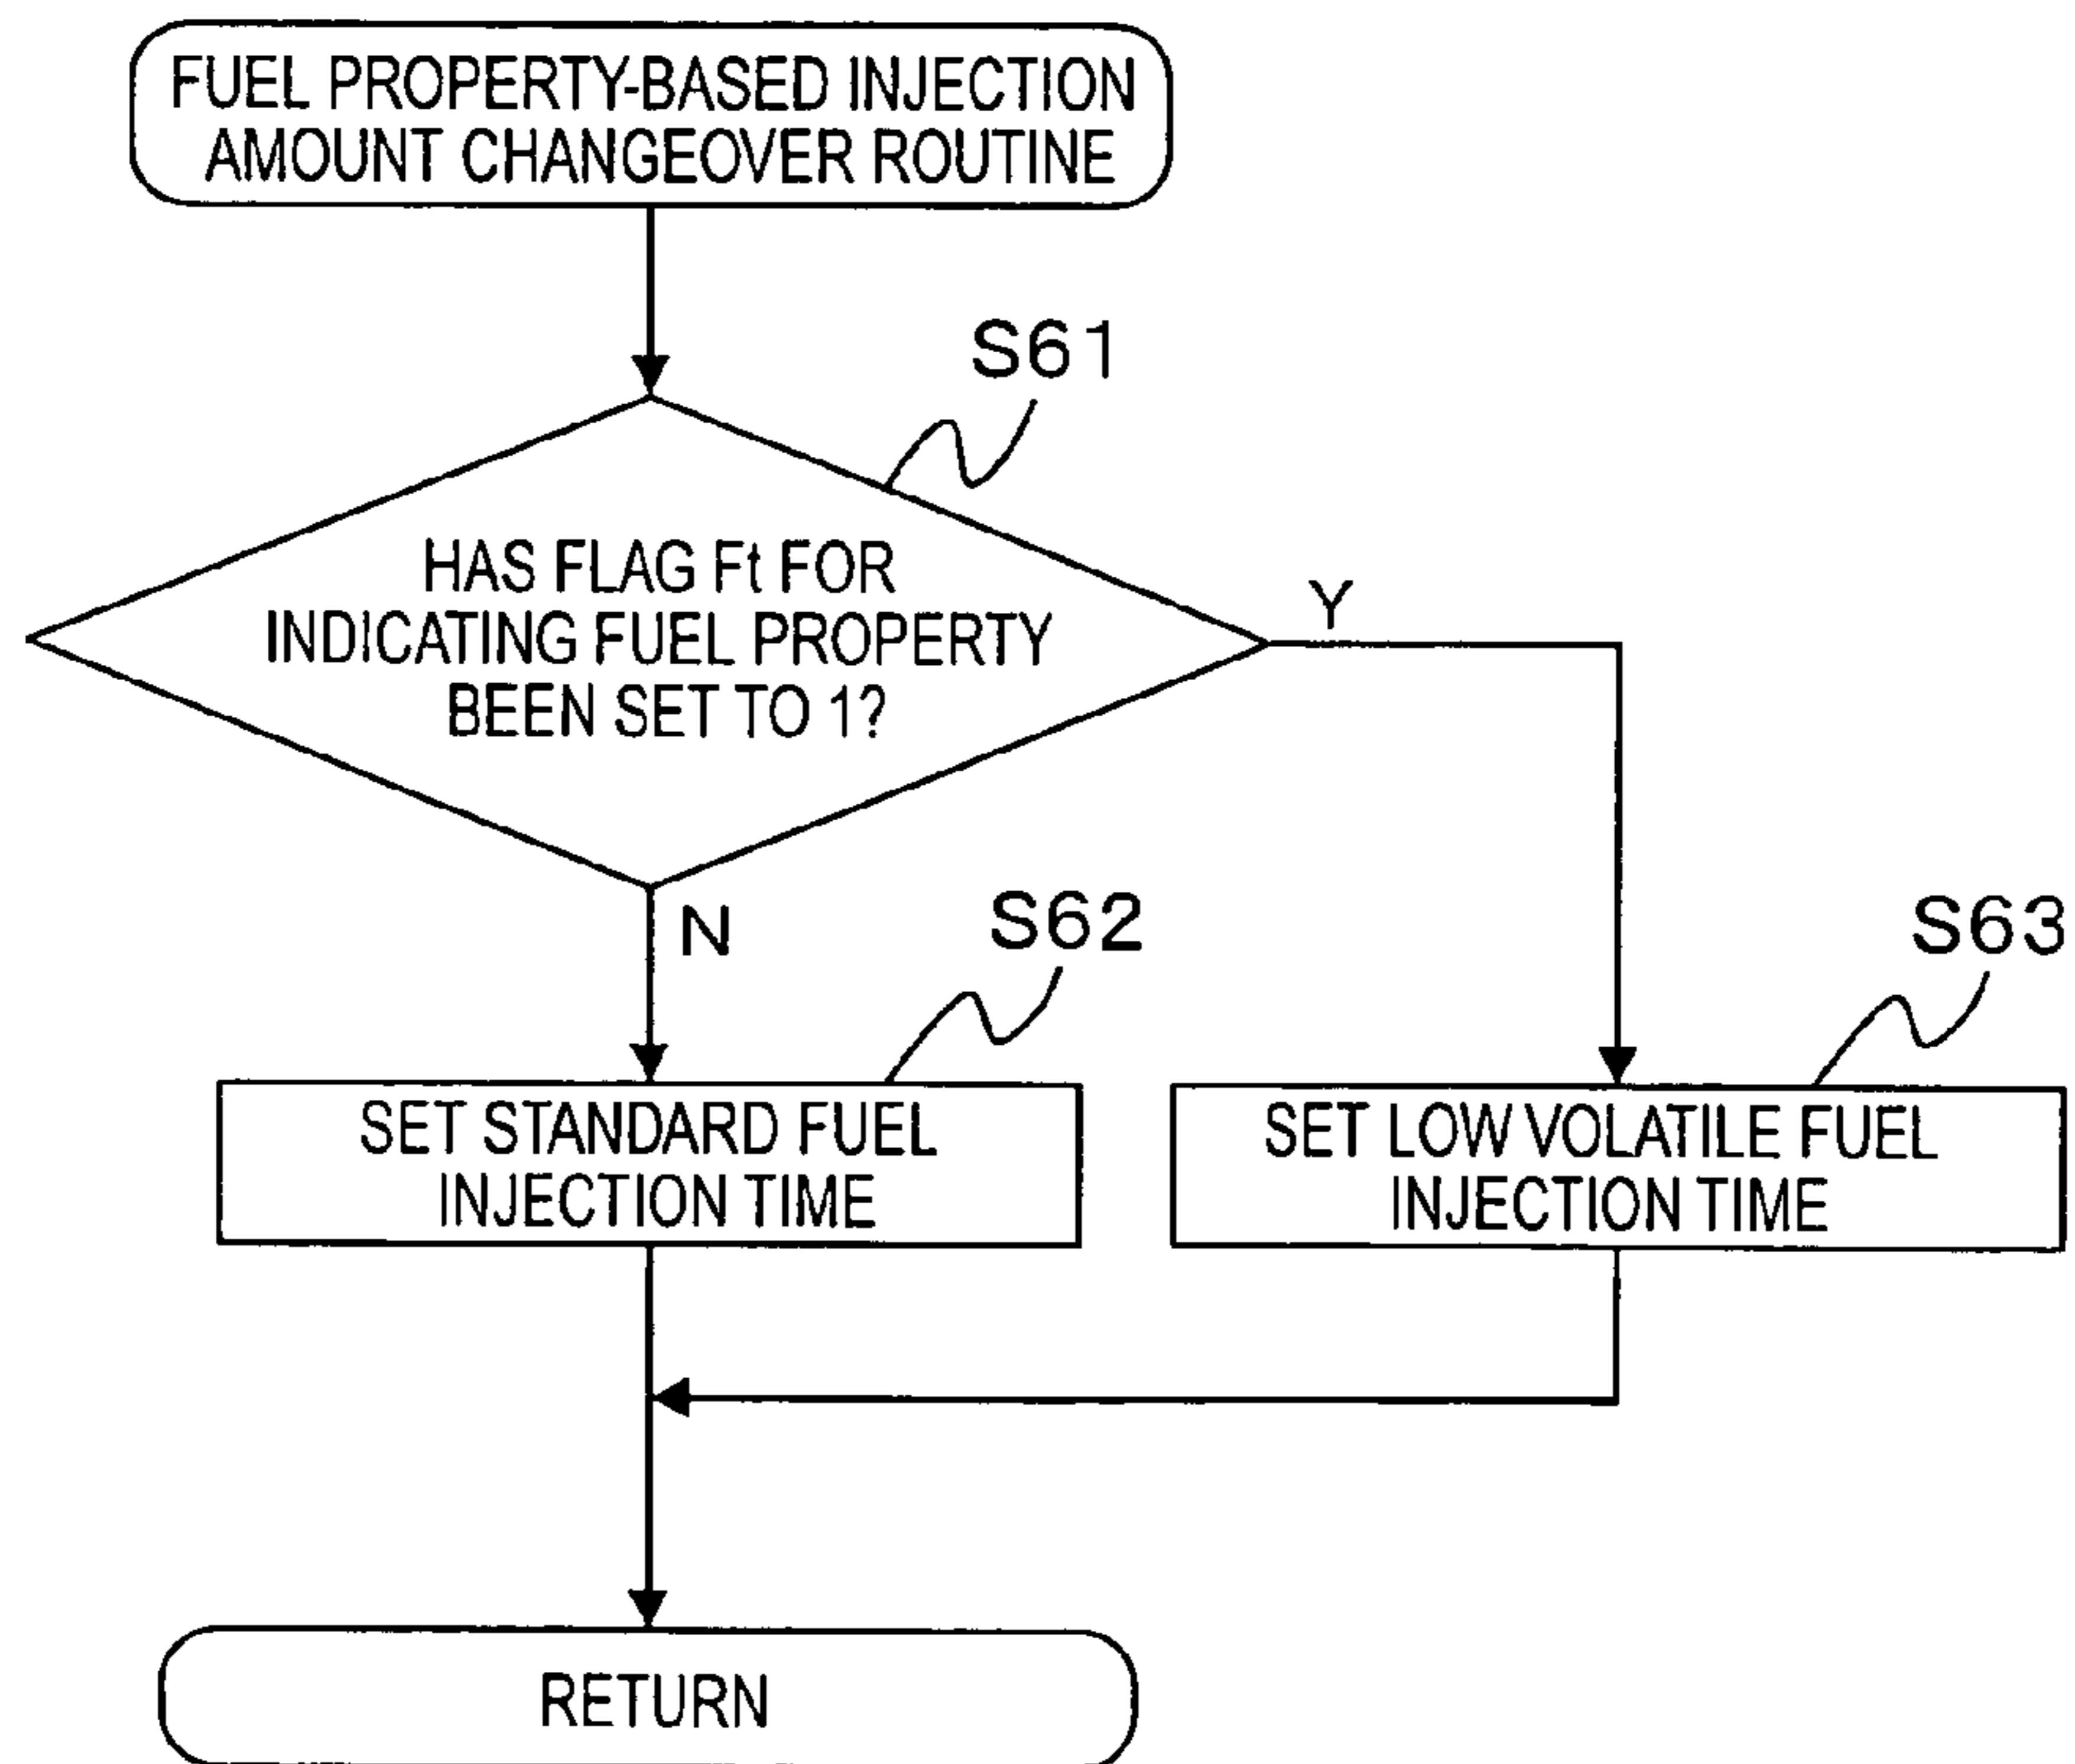 FUEL PROPERTY-BASED INJECTION
AMOUNT CHANGEOVER ROUTINE
S61
HAS FLAG Ft FOR
INDICATING FUEL PROPERTY
BEEN SET TO 1?
Y
N
S62
S63
SET STANDARD FUEL
INJECTION TIME
SET LOW VOLATILE FUEL
INJECTION TIME
RETURN